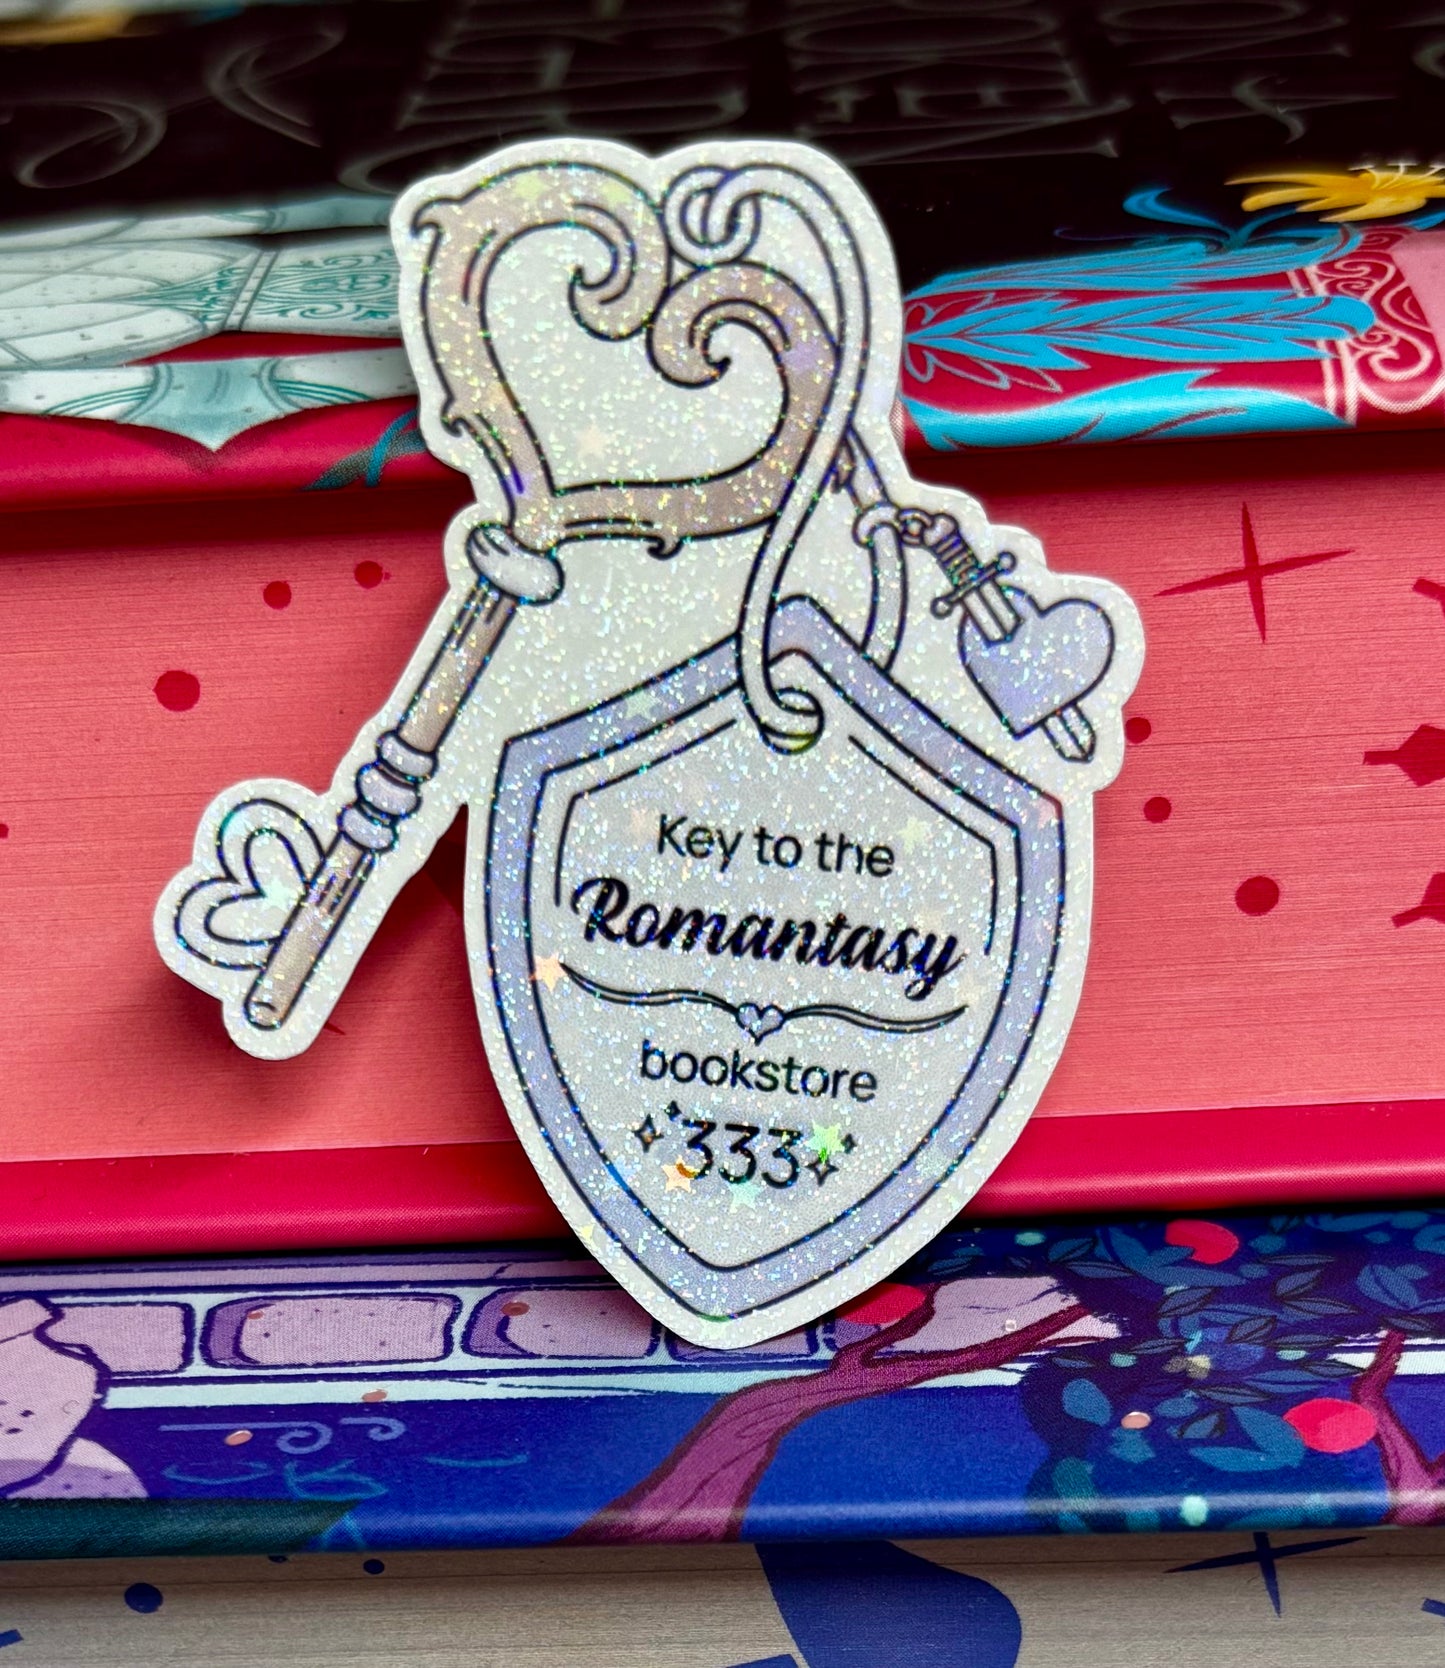 Key to the
Romantasy
bookstore
333